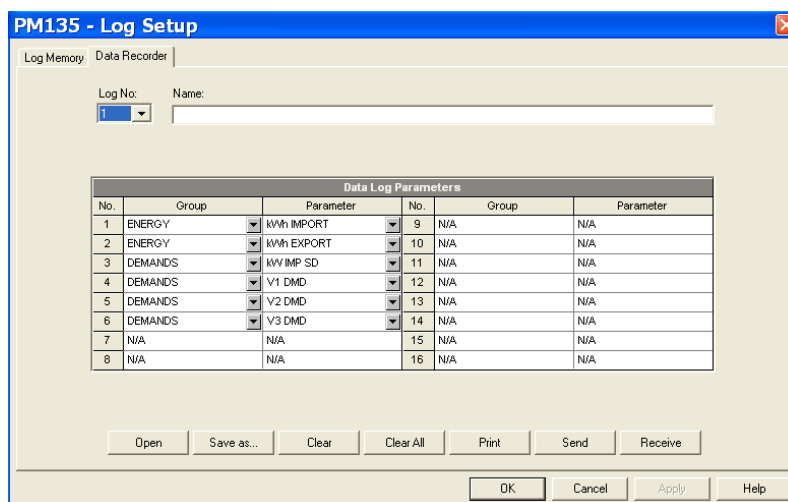 PM135 - Log Setup
Log Memory Data Recorder
Log No: Name:
1
Data Log Parameters
No. Group Parameter No. Group Parameter
1 ENERGY kWh IMPORT 9 N/A N/A
2 ENERGY kWh EXPORT 10 N/A N/A
3 DEMANDS kW IMP SD 11 N/A N/A
4 DEMANDS V1 DMD 12 N/A N/A
5 DEMANDS V2 DMD 13 N/A N/A
6 DEMANDS V3 DMD 14 N/A N/A
7 N/A N/A 15 N/A N/A
8 N/A N/A 16 N/A N/A
Open Save as... Clear Clear All Print Send Receive
OK Cancel Apply Help